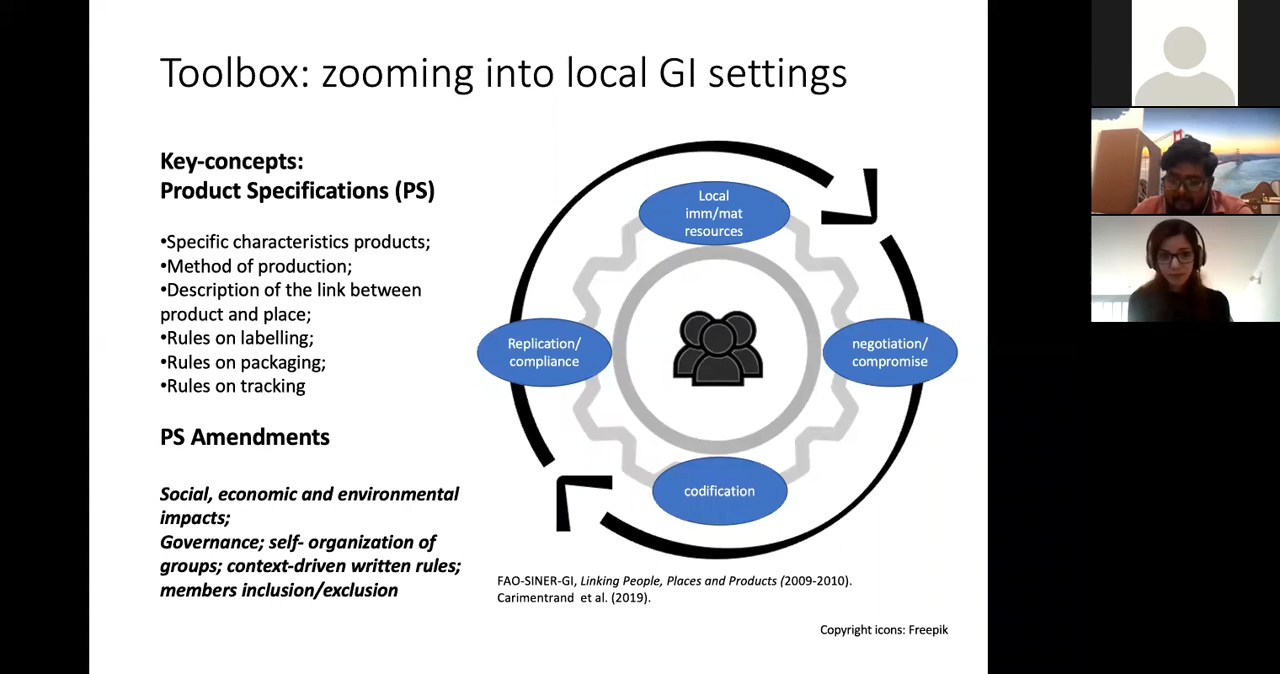 Toolbox: zooming into local GI settings
Key-concepts:
Product Specifications (PS)
•Specific characteristics products;
•Method of production;
•Description of the link between
product and place;
•Rules on labelling;
•Rules on packaging;
•Rules on tracking
PS Amendments
Social, economic and environmental
impacts;
Governance; self- organization of
groups; context-driven written rules;
members inclusion/exclusion
Local
imm/mat
resources
Replication/
compliance
negotiation/
compromise
codification
FAO-SINER-GI, Linking People, Places and Products (2009-2010).
Carimentrand et al. (2019).
Copyright icons: Freepik